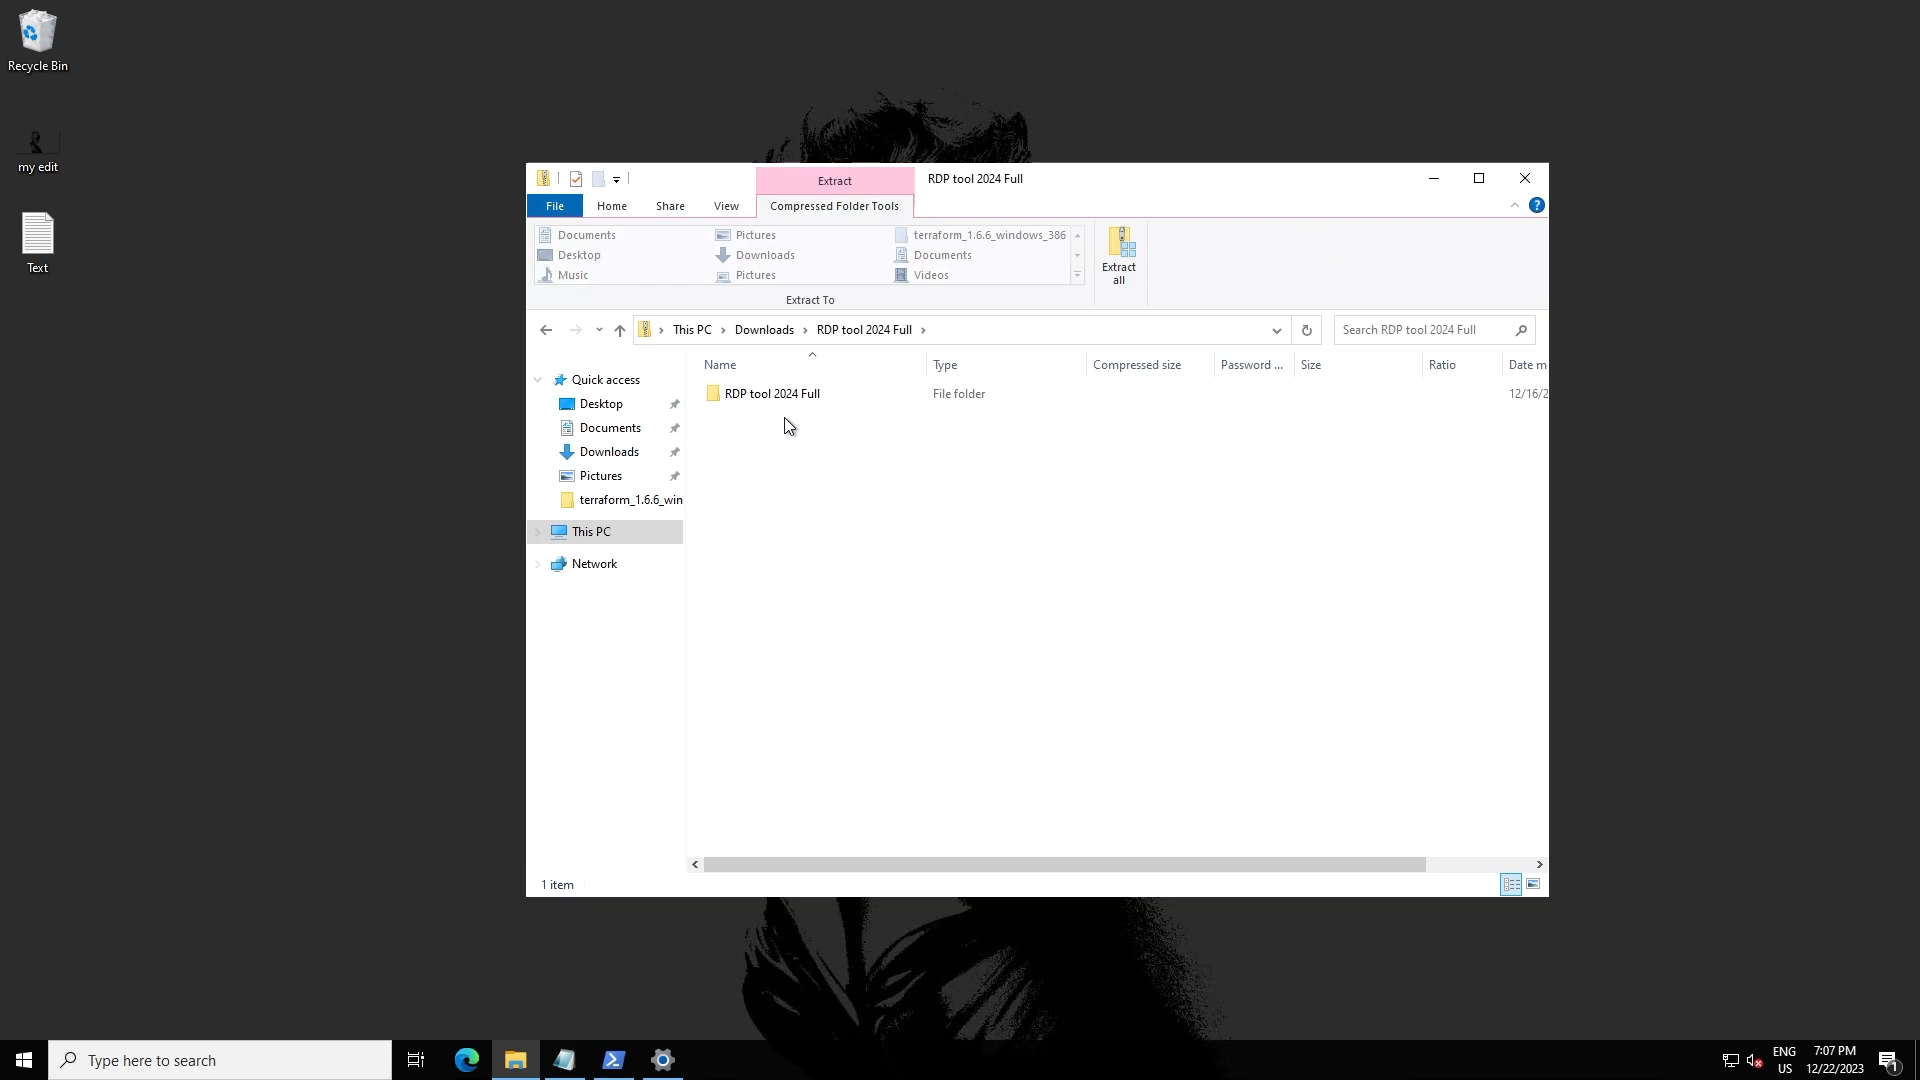 Recycle Bin
my edit
Text
Extract
RDP tool 2024 Full
File
Home
Share
View
Compressed Folder Tools
Documents
Pictures
terraform_1.6.6_windows_386
Desktop
Downloads
Documents
Music
Pictures
Videos
Extract all
Extract To
This PC
Downloads
RDP tool 2024 Full
Search RDP tool 2024 Full
Name
Type
Compressed size
Password ...
Size
Ratio
Date m
RDP tool 2024 Full
File folder
12/16/2
Quick access
Desktop
Documents
Downloads
Pictures
terraform_1.6.6_win
This PC
Network
1 item
Type here to search
ENG
US
7:07 PM
12/22/2023
1